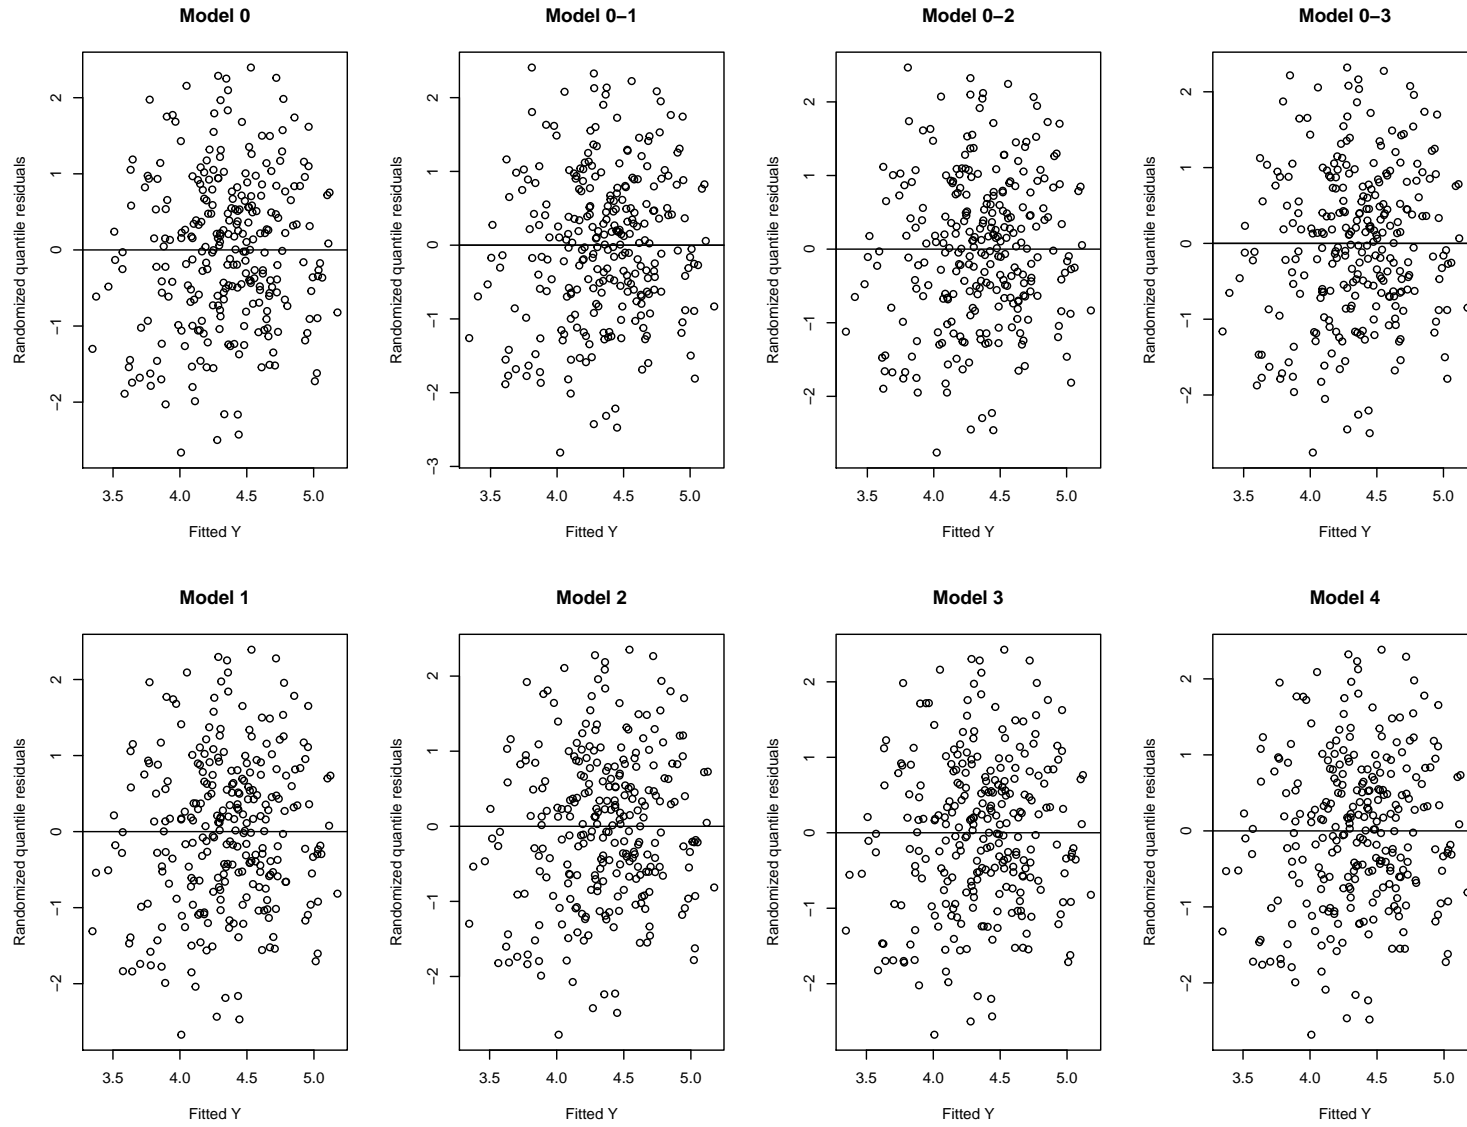 Model 0
Randomized quantile residuals
2
1
0
−1
−2
3.5 4.0 4.5 5.0
Fitted Y
Model 0−1
Randomized quantile residuals
2
1
0
−1
−2
−3
3.5 4.0 4.5 5.0
Fitted Y
Model 0−2
Randomized quantile residuals
2
1
0
−1
−2
3.5 4.0 4.5 5.0
Fitted Y
Model 0−3
Randomized quantile residuals
2
1
0
−1
−2
3.5 4.0 4.5 5.0
Fitted Y
Model 1
Randomized quantile residuals
2
1
0
−1
−2
3.5 4.0 4.5 5.0
Fitted Y
Model 2
Randomized quantile residuals
2
1
0
−1
−2
3.5 4.0 4.5 5.0
Fitted Y
Model 3
Randomized quantile residuals
2
1
0
−1
−2
3.5 4.0 4.5 5.0
Fitted Y
Model 4
Randomized quantile residuals
2
1
0
−1
−2
3.5 4.0 4.5 5.0
Fitted Y